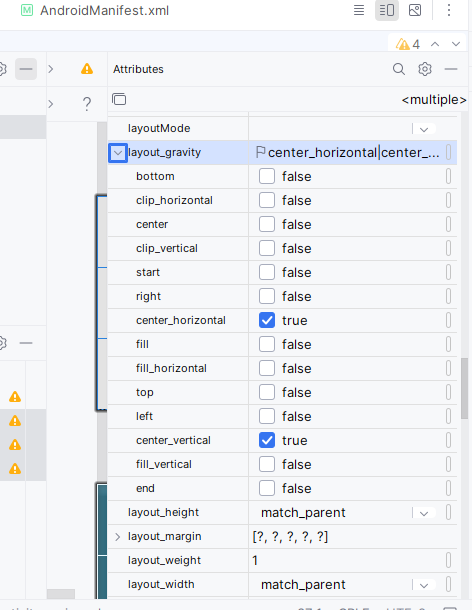 AndroidManifest.xml
4
Attributes
<multiple>
layoutMode
layout_gravity center_horizontal|center_...
bottom false
clip_horizontal false
center false
clip_vertical false
start false
right false
center_horizontal true
fill false
fill_horizontal false
top false
left false
center_vertical true
fill_vertical false
end false
layout_height match_parent
layout_margin [?, ?, ?, ?, ?]
layout_weight 1
layout_width match_parent